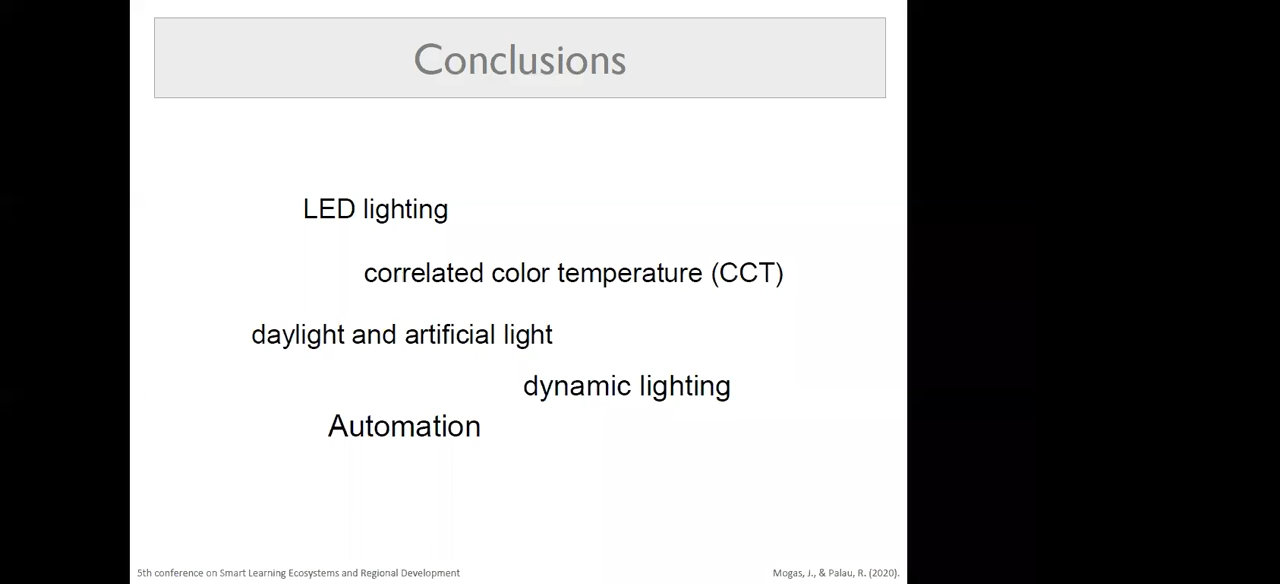 Conclusions
LED lighting
correlated color temperature (CCT)
daylight and artificial light
dynamic lighting
Automation
5th conference on Smart Learning Ecosystems and Regional Development
Mogas, J., & Palau, R. (2020).